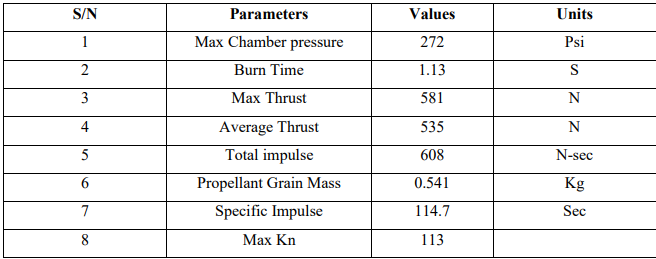 S/N Parameters Values Units
1 Max Chamber pressure 272 Psi
2 Burn Time 1.13 S
3 Max Thrust 581 N
4 Average Thrust 535 N
5 Total impulse 608 N-sec
6 Propellant Grain Mass 0.541 Kg
7 Specific Impulse 114.7 Sec
8 Max Kn 113